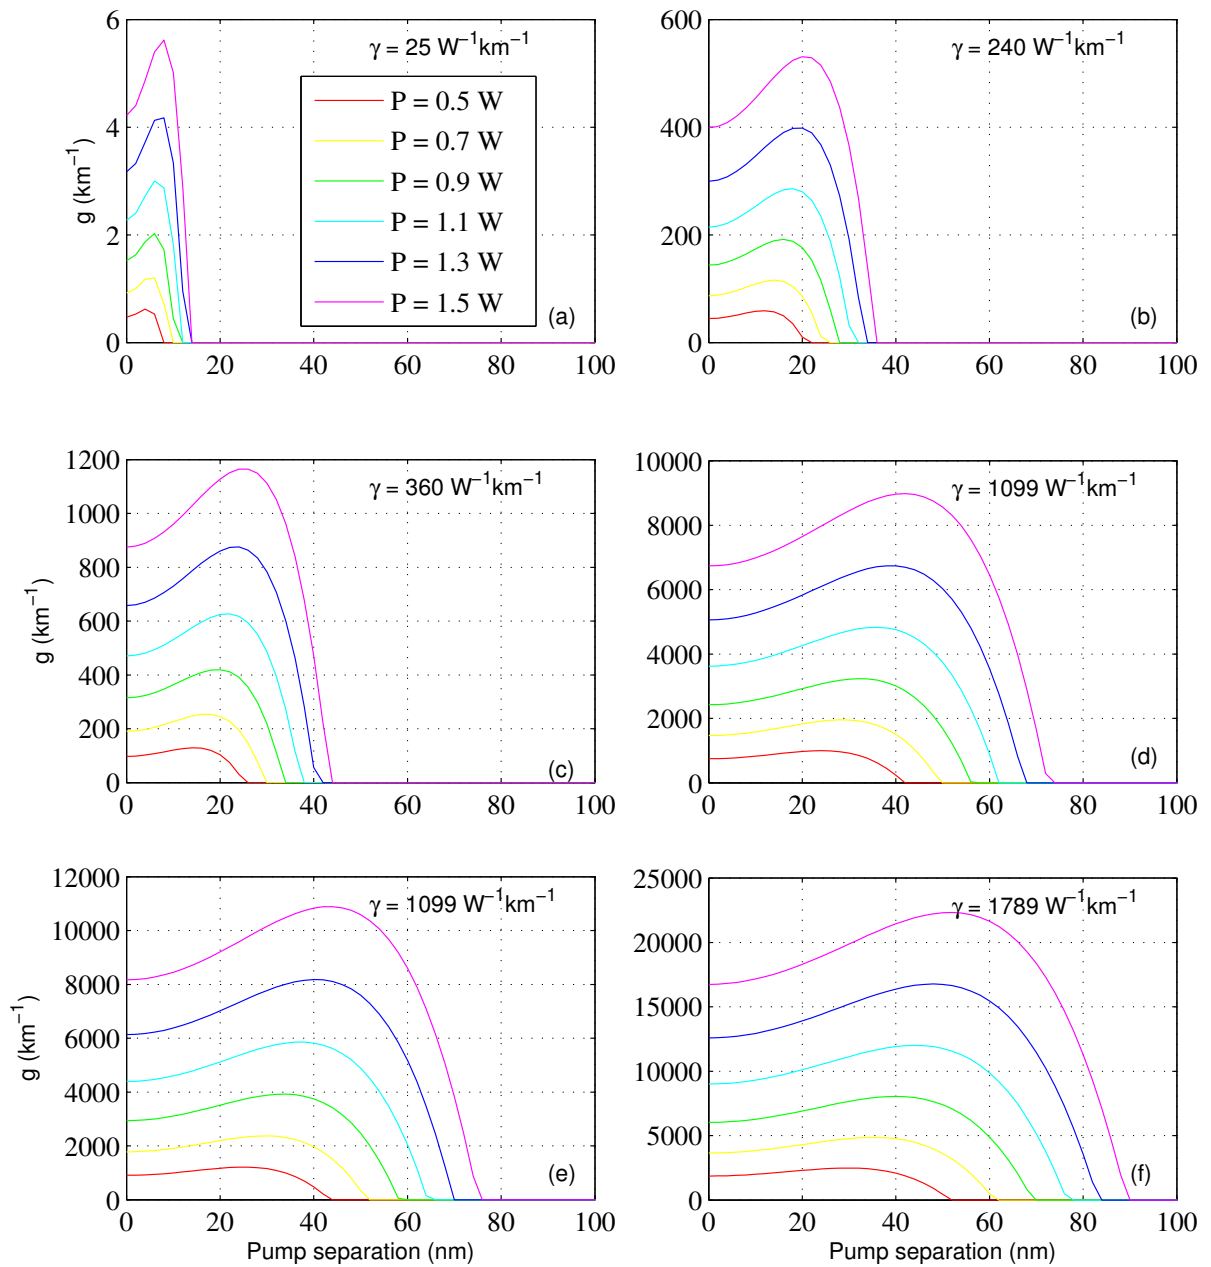 6
4
2
0
g (km⁻¹)
γ = 25 W⁻¹km⁻¹
P = 0.5 W
P = 0.7 W
P = 0.9 W
P = 1.1 W
P = 1.3 W
P = 1.5 W
(a)
0 20 40 60 80 100
600
400
200
0
γ = 240 W⁻¹km⁻¹
(b)
0 20 40 60 80 100
1200
1000
800
600
400
200
0
g (km⁻¹)
γ = 360 W⁻¹km⁻¹
(c)
0 20 40 60 80 100
10000
8000
6000
4000
2000
0
γ = 1099 W⁻¹km⁻¹
(d)
0 20 40 60 80 100
12000
10000
8000
6000
4000
2000
0
g (km⁻¹)
γ = 1099 W⁻¹km⁻¹
(e)
0 20 40 60 80 100
Pump separation (nm)
25000
20000
15000
10000
5000
0
γ = 1789 W⁻¹km⁻¹
(f)
0 20 40 60 80 100
Pump separation (nm)